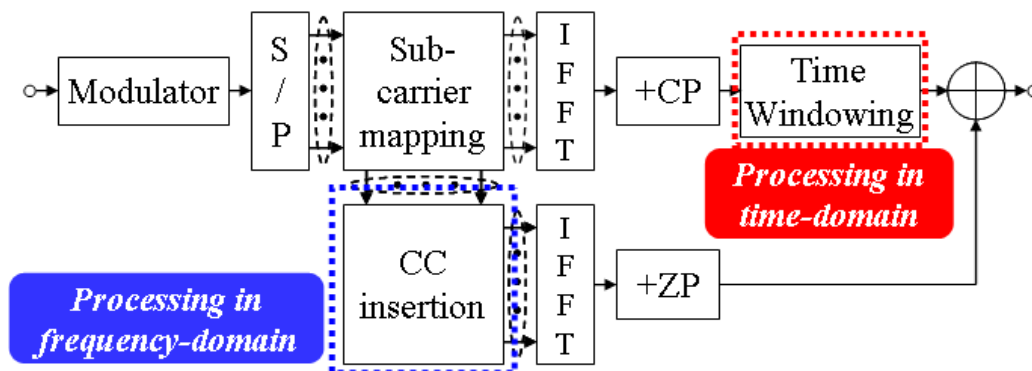 Modulator
S
/
P
Sub-
carrier
mapping
I
F
F
T
+CP
Time
Windowing
Processing in
time-domain
CC
insertion
I
F
F
T
+ZP
Processing in
frequency-domain